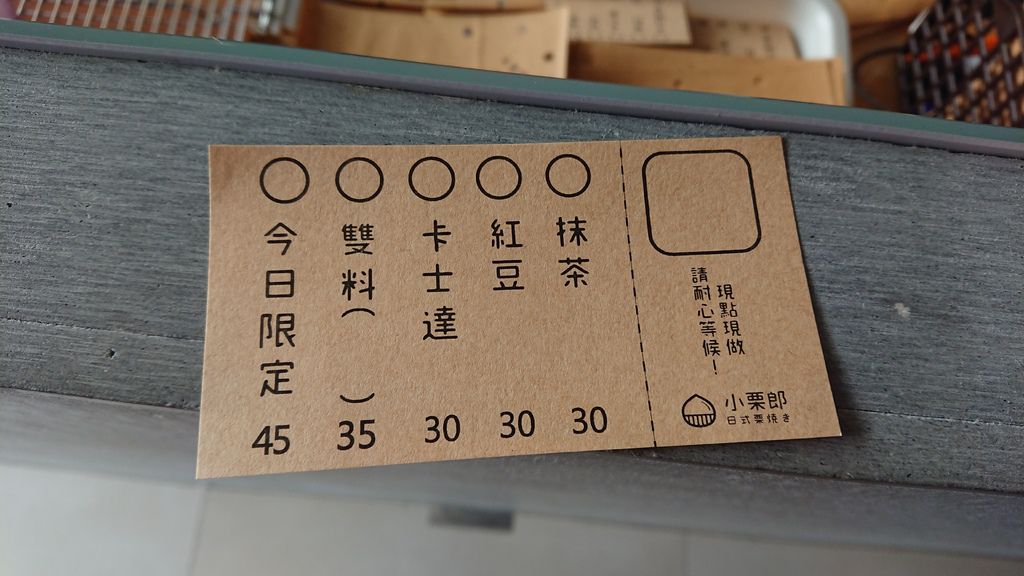 現點現做
請耐心等候！
小栗郎
日式栗燒き
抹茶
30
紅豆
30
卡士達
30
雙料（ ）
35
今日限定
45